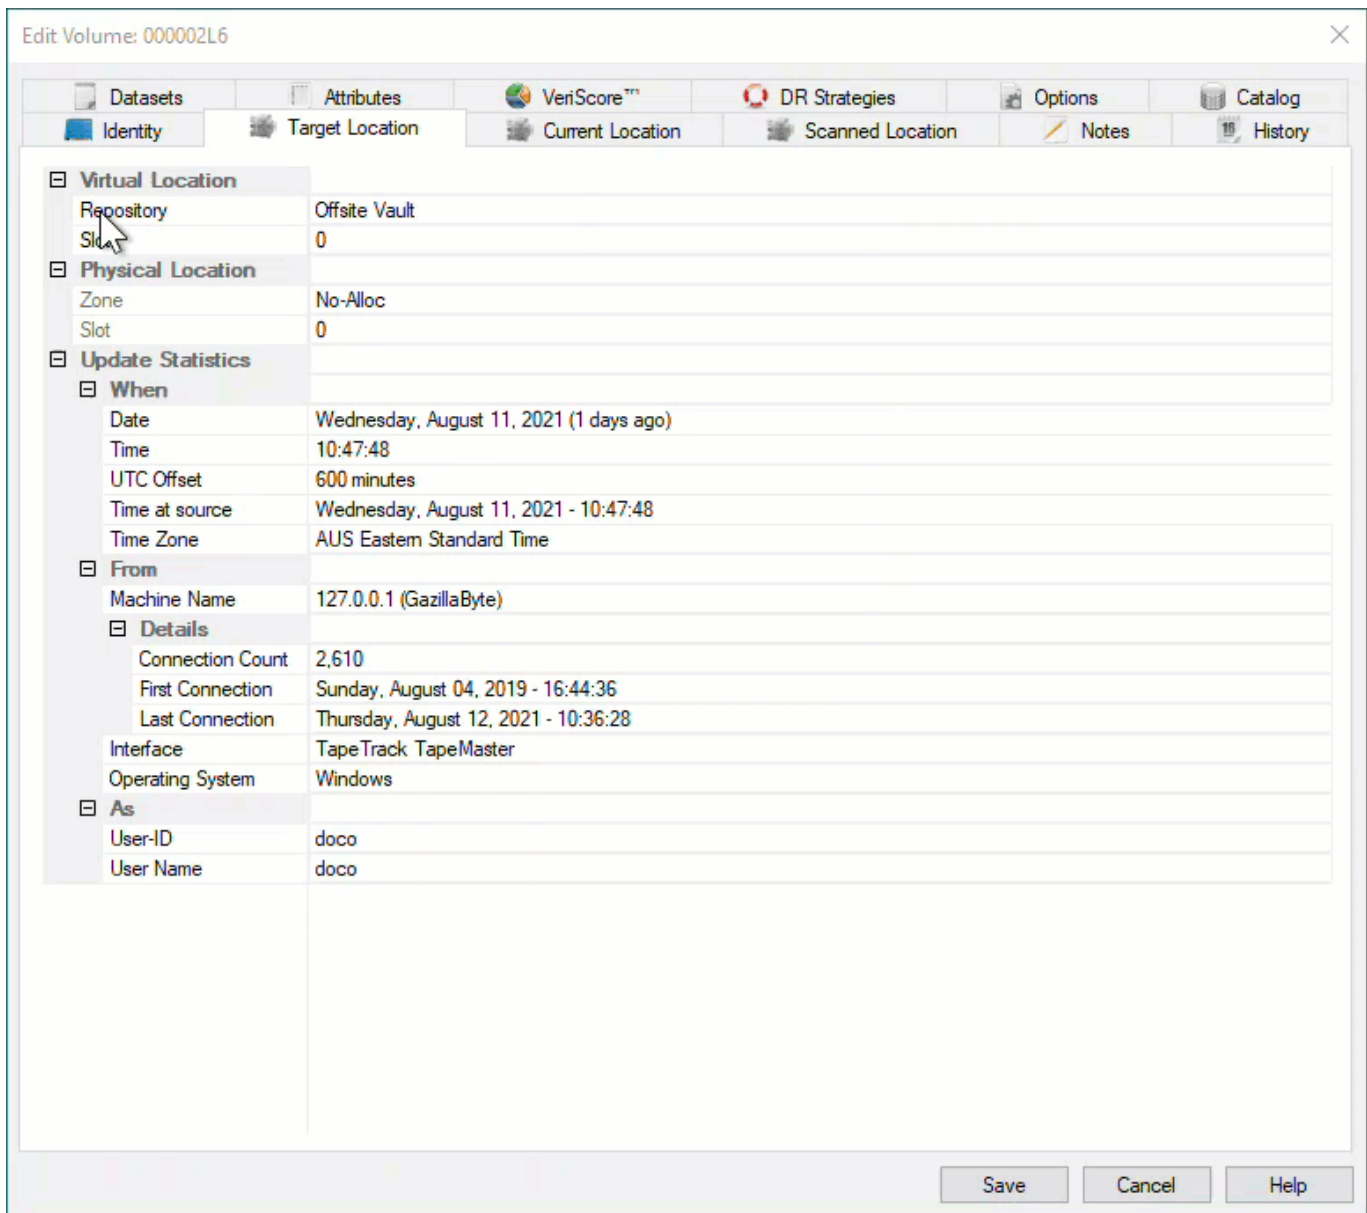 Edit Volume: 000002L6
Datasets Attributes VeriScore™ DR Strategies Options Catalog
Identity Target Location Current Location Scanned Location Notes 16 History
Virtual Location
Repository Offsite Vault
0
Physical Location
Zone No-Alloc
Slot 0
Update Statistics
When
Date Wednesday, August 11, 2021 (1 days ago)
Time 10:47:48
UTC Offset 600 minutes
Time at source Wednesday, August 11, 2021 - 10:47:48
Time Zone AUS Eastern Standard Time
From
Machine Name 127.0.0.1 (GazillaByte)
Details
Connection Count 2,610
First Connection Sunday, August 04, 2019 - 16:44:36
Last Connection Thursday, August 12, 2021 - 10:36:28
Interface TapeTrack TapeMaster
Operating System Windows
As
User-ID doco
User Name doco
Save Cancel Help